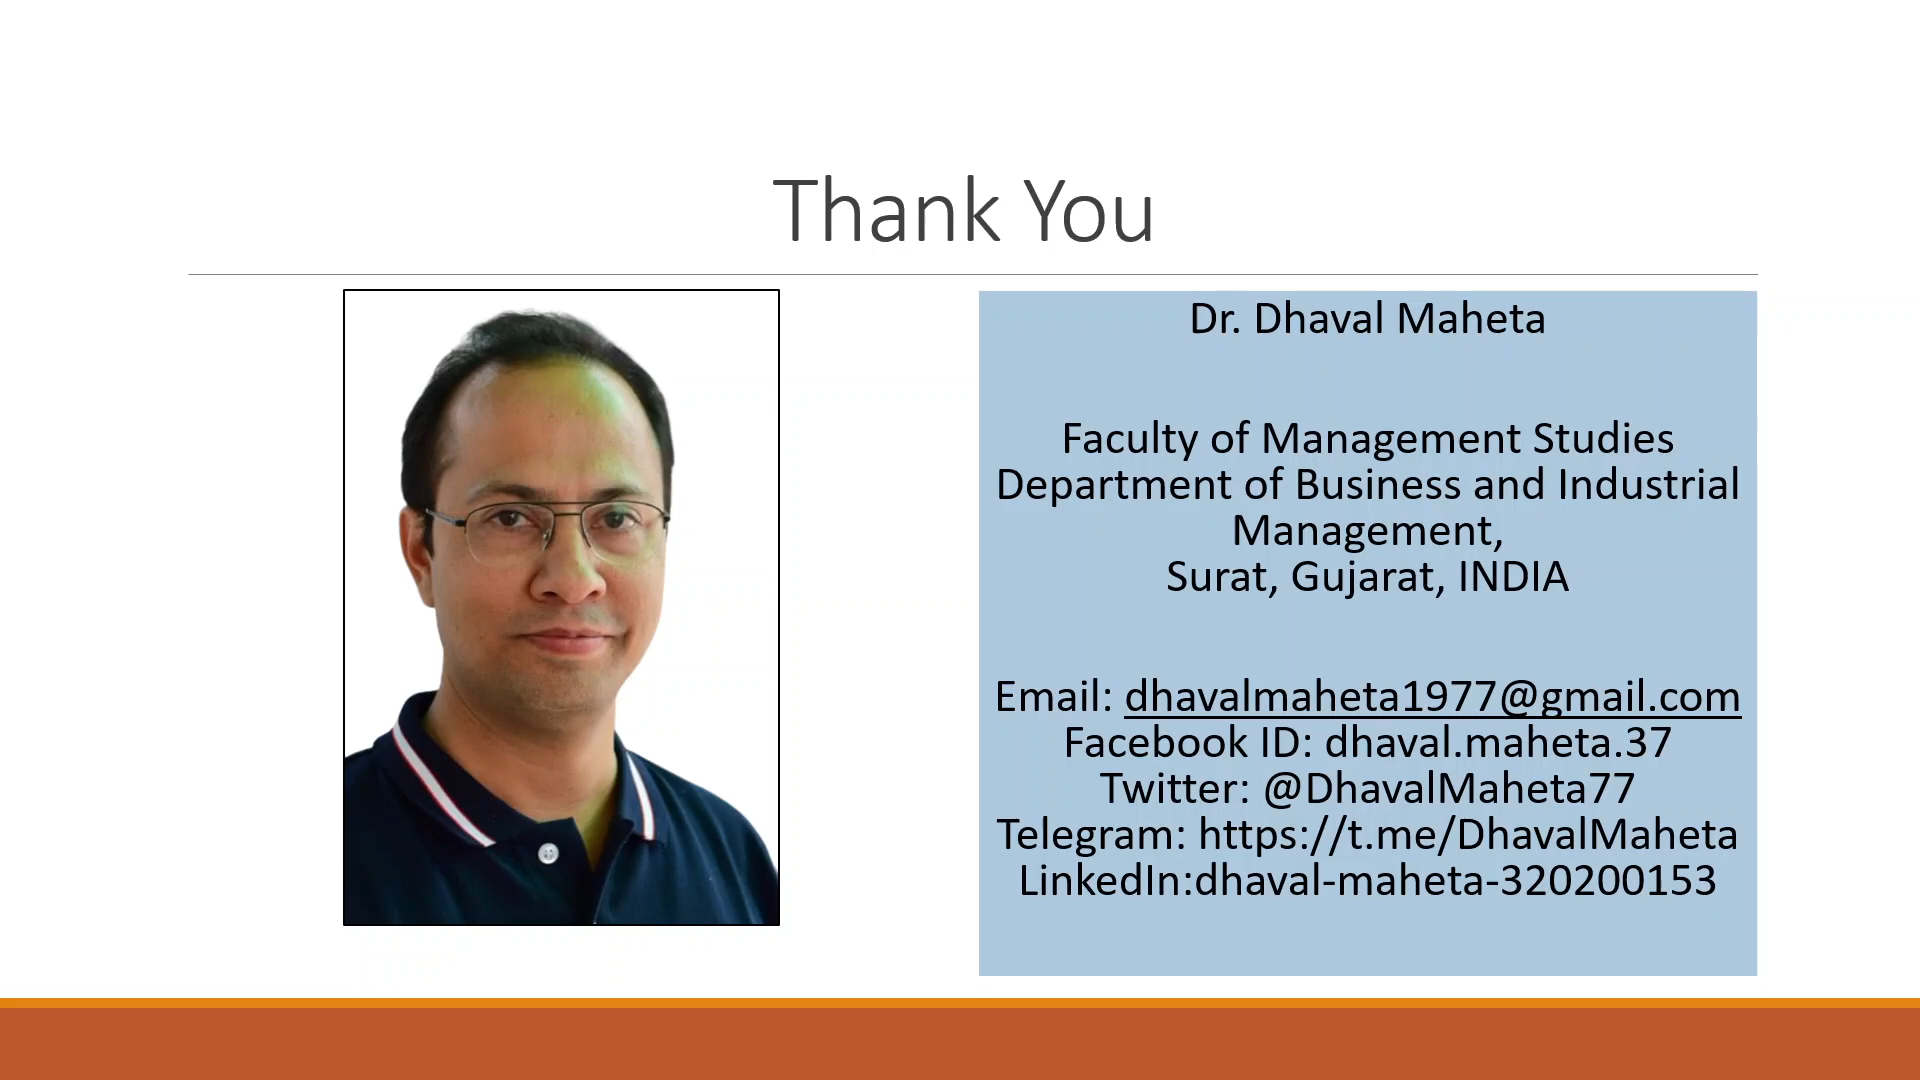 Thank You
Dr. Dhaval Maheta
Faculty of Management Studies
Department of Business and Industrial
Management,
Surat, Gujarat, INDIA
Email: dhavalmaheta1977@gmail.com
Facebook ID: dhaval.maheta.37
Twitter: @DhavalMaheta77
Telegram: https://t.me/DhavalMaheta
LinkedIn:dhaval-maheta-320200153